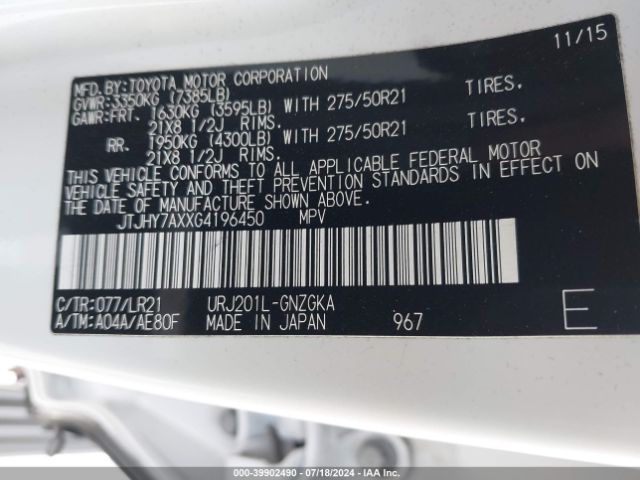 11/15
MFD.BY:TOYOTA MOTOR CORPORATION
GVWR:3350KG (7385LB)
GAWR:FRT. 1630KG (3595LB) WITH 275/50R21 TIRES.
21X8 1/2J RIMS.
RR. 1950KG (4300LB) WITH 275/50R21 TIRES.
21X8 1/2J RIMS.
THIS VEHICLE CONFORMS TO ALL APPLICABLE FEDERAL MOTOR
VEHICLE SAFETY AND THEFT PREVENTION STANDARDS IN EFFECT ON
THE DATE OF MANUFACTURE SHOWN ABOVE.
JTJHY7AXXG4196450 MPV
C/TR:077/LR21 URJ201L-GNZGKA
A/TM:A04A/AE80F MADE IN JAPAN 967 E
000-39902490 - 07/18/2024 - IAA Inc.